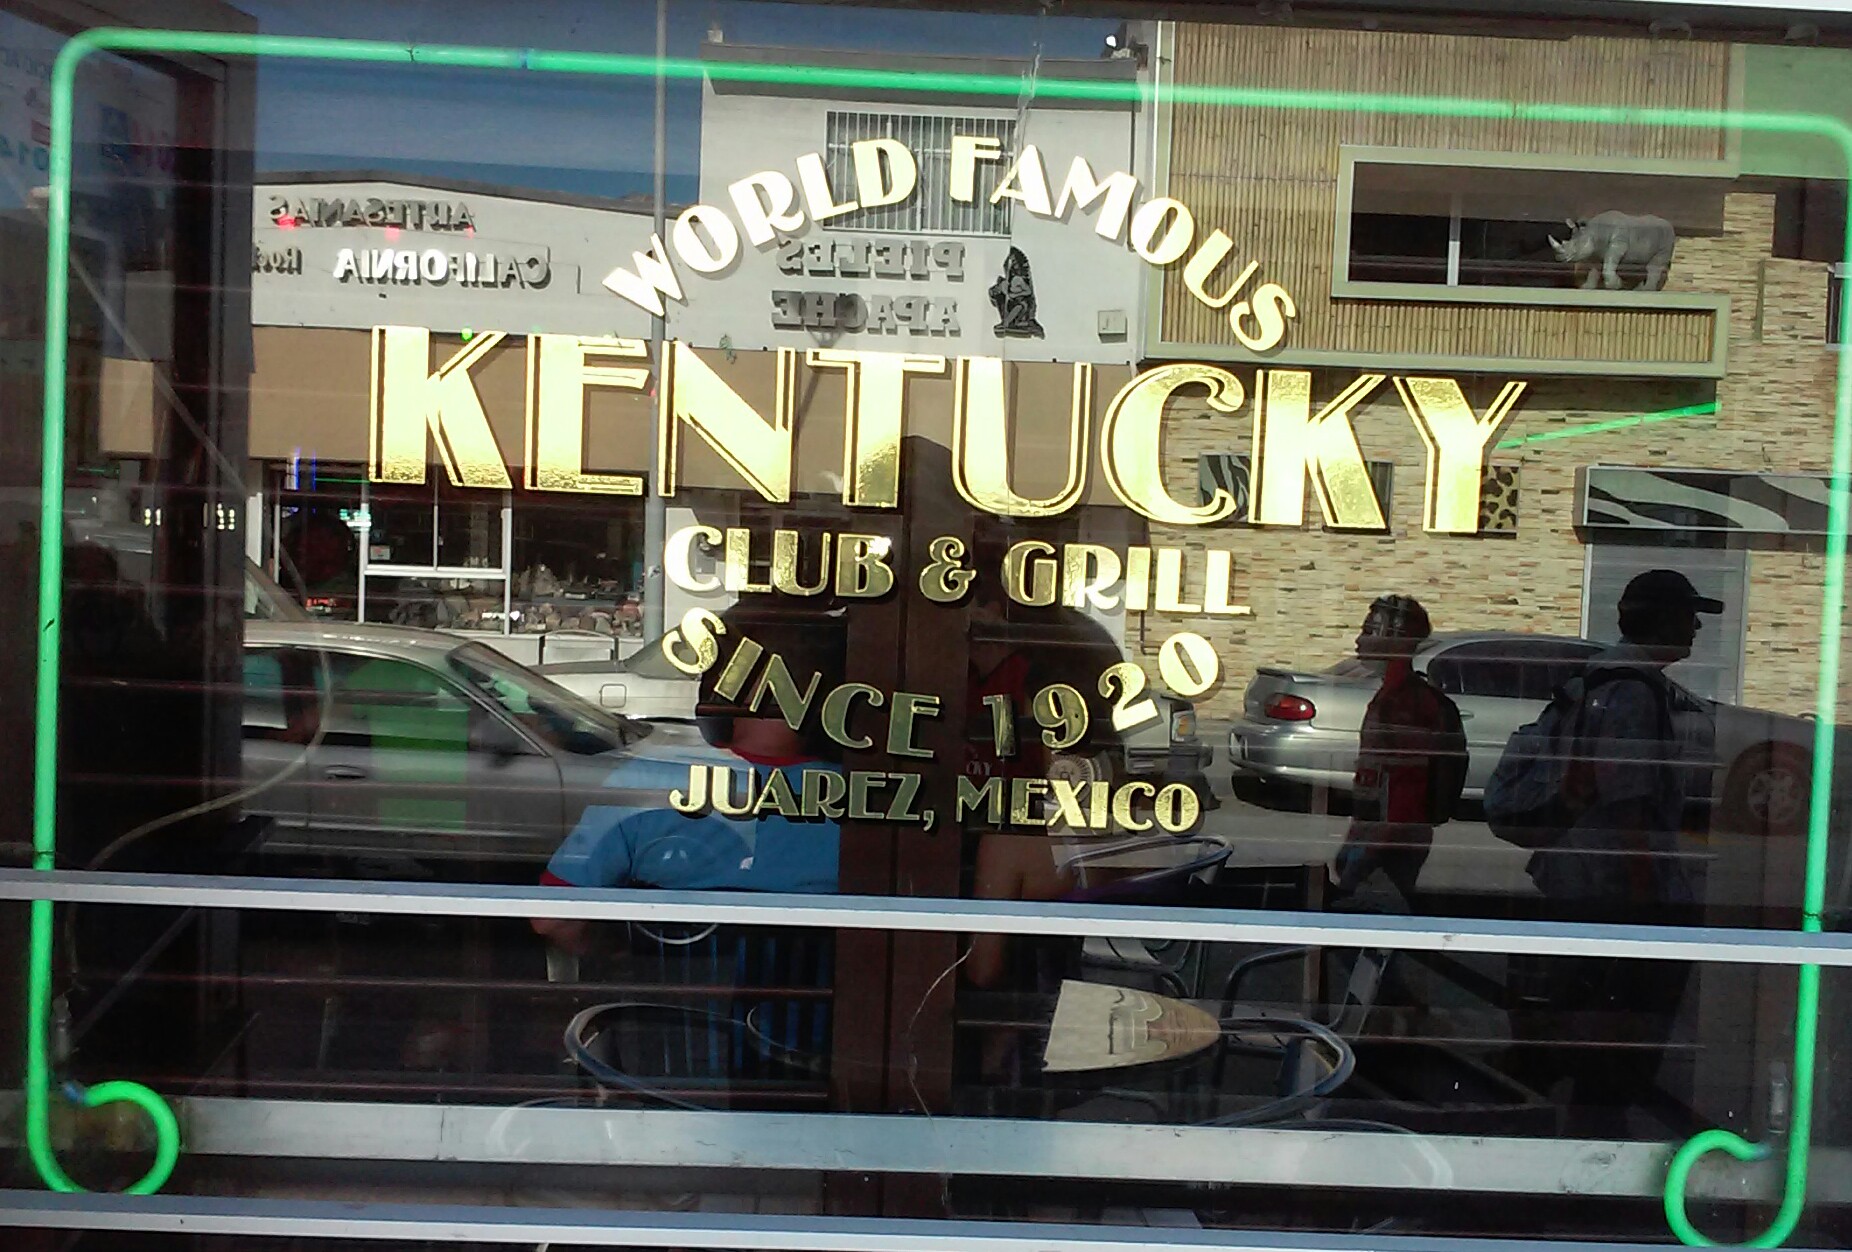 WORLD FAMOUS
KENTUCKY
CLUB & GRILL
SINCE 1920
JUAREZ, MEXICO
ARTESANIAS
CALIFORNIA
PIELES
APACHE